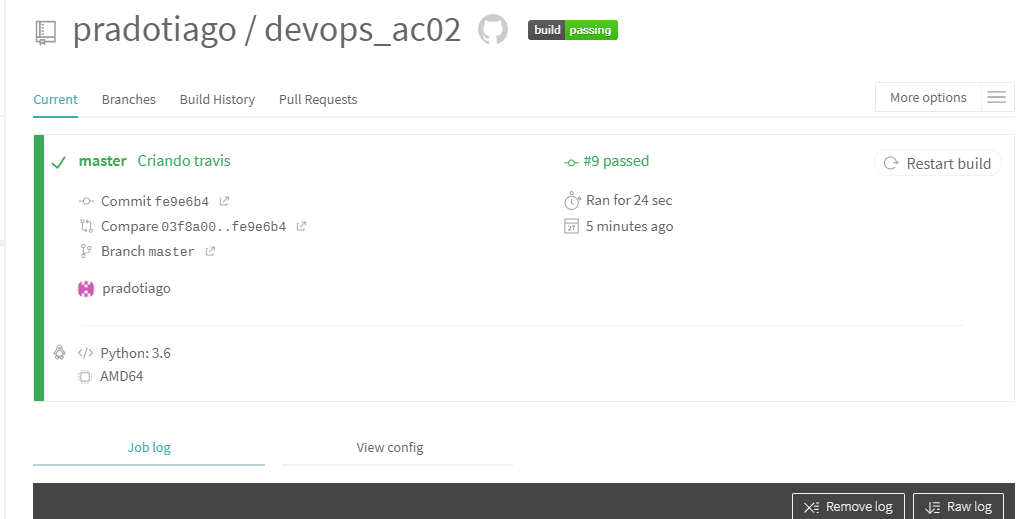 pradotiago / devops_ac02 build passing
Current Branches Build History Pull Requests More options
master Criando travis #9 passed Restart build
Commit fe9e6b4 Ran for 24 sec
Compare 03f8a00..fe9e6b4 5 minutes ago
27
Branch master
pradotiago
Python: 3.6
AMD64
Job log View config
Remove log Raw log